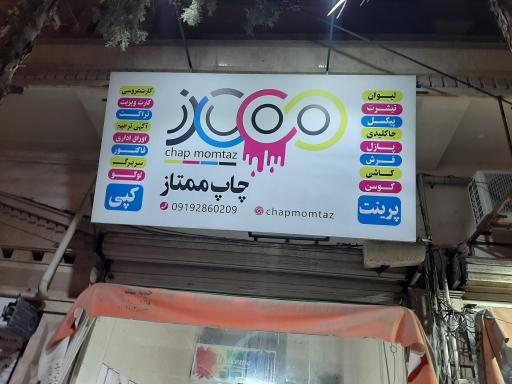 لیوان
تیشرت
پیکسل
جاکلیدی
پازل
فرش
کاشی
کوسن
پرینت
ممتاز
chap momtaz
چاپ ممتاز
09192860209
chapmomtaz
کارت عروسی
کارت ویزیت
تراکت
آگهی ترحیم
اوراق اداری
فاکتور
سربرگ
لوگو
کپی